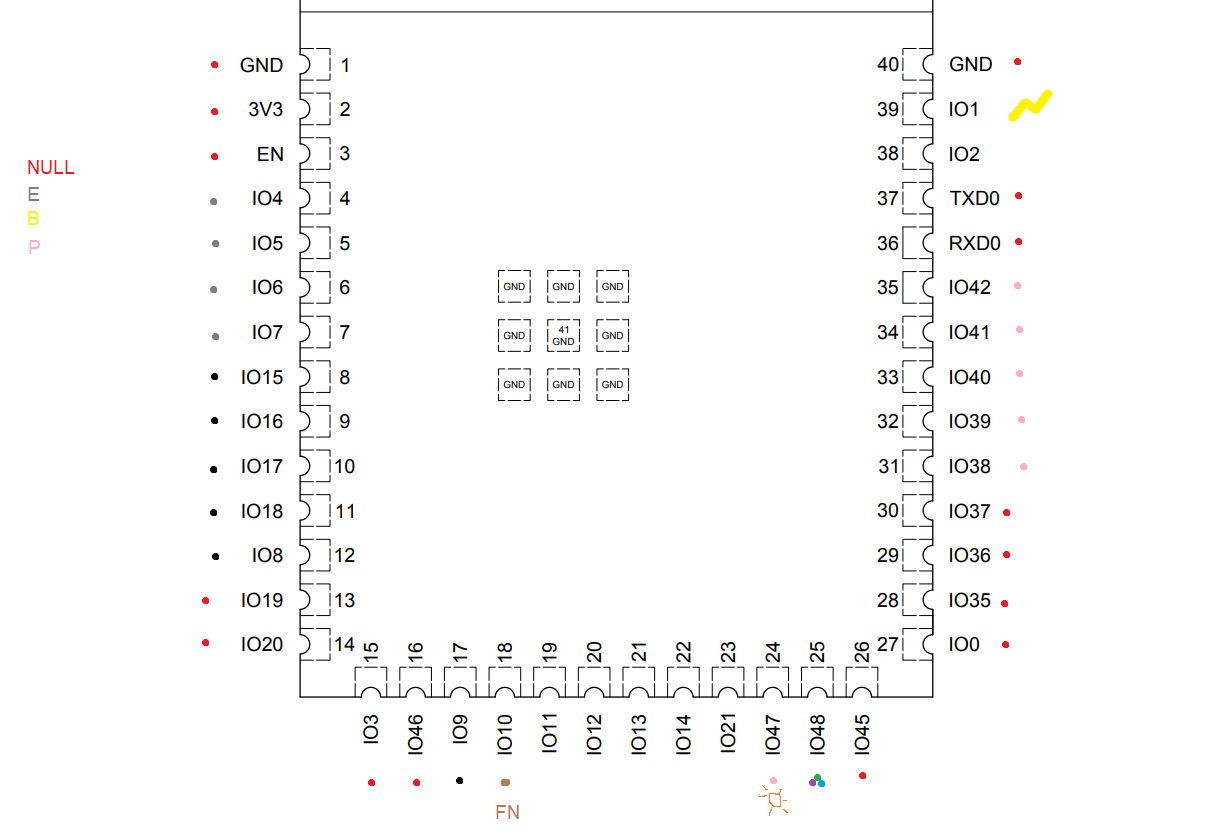 GND 1 40 GND
3V3 2 39 IO1
EN 3 38 IO2
NULL
E
IO4 4 37 TXD0
B
IO5 5 36 RXD0
P
IO6 6 GND GND GND 35 IO42
IO7 7 GND 41 GND GND 34 IO41
IO15 8 GND GND GND 33 IO40
IO16 9 32 IO39
IO17 10 31 IO38
IO18 11 30 IO37
IO8 12 29 IO36
IO19 13 28 IO35
IO20 14 27 IO0
15 16 17 18 19 20 21 22 23 24 25 26
IO3 IO46 IO9 IO10 IO11 IO12 IO13 IO14 IO21 IO47 IO48 IO45
FN